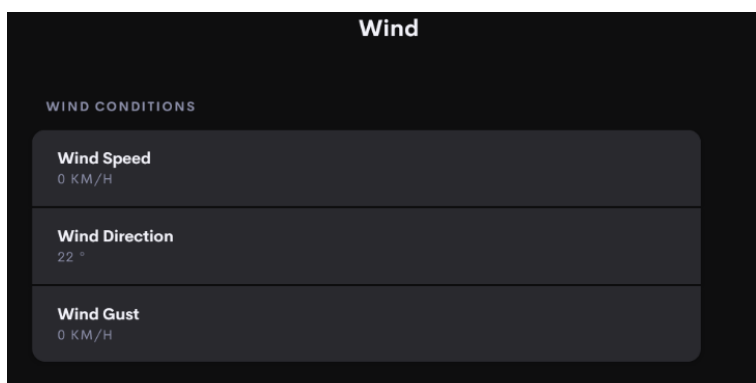 Wind
WIND CONDITIONS
Wind Speed
0 KM/H
Wind Direction
22 °
Wind Gust
0 KM/H